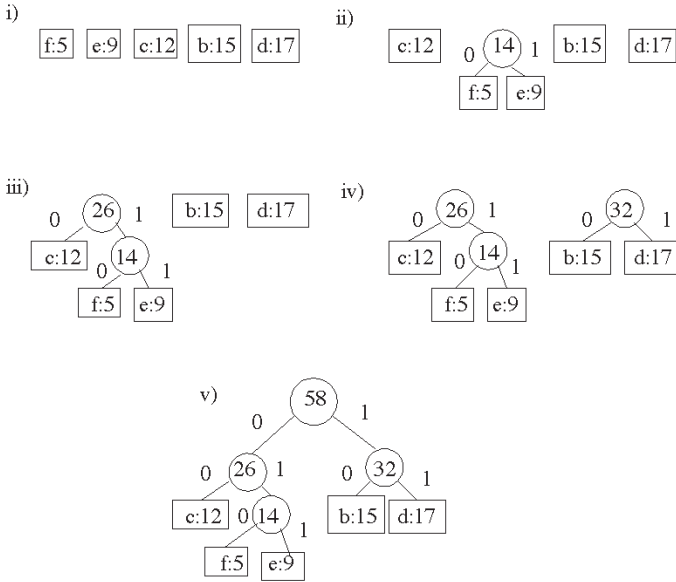 i)
f:5 e:9 c:12 b:15 d:17
ii)
c:12 0 14 1 b:15 d:17
f:5 e:9
iii)
0 26 1 b:15 d:17
c:12 0 14 1
f:5 e:9
iv)
0 26 1 0 32 1
c:12 0 14 1 b:15 d:17
f:5 e:9
v)
58
0 1
0 26 1 0 32 1
c:12 0 14 1 b:15 d:17
f:5 e:9